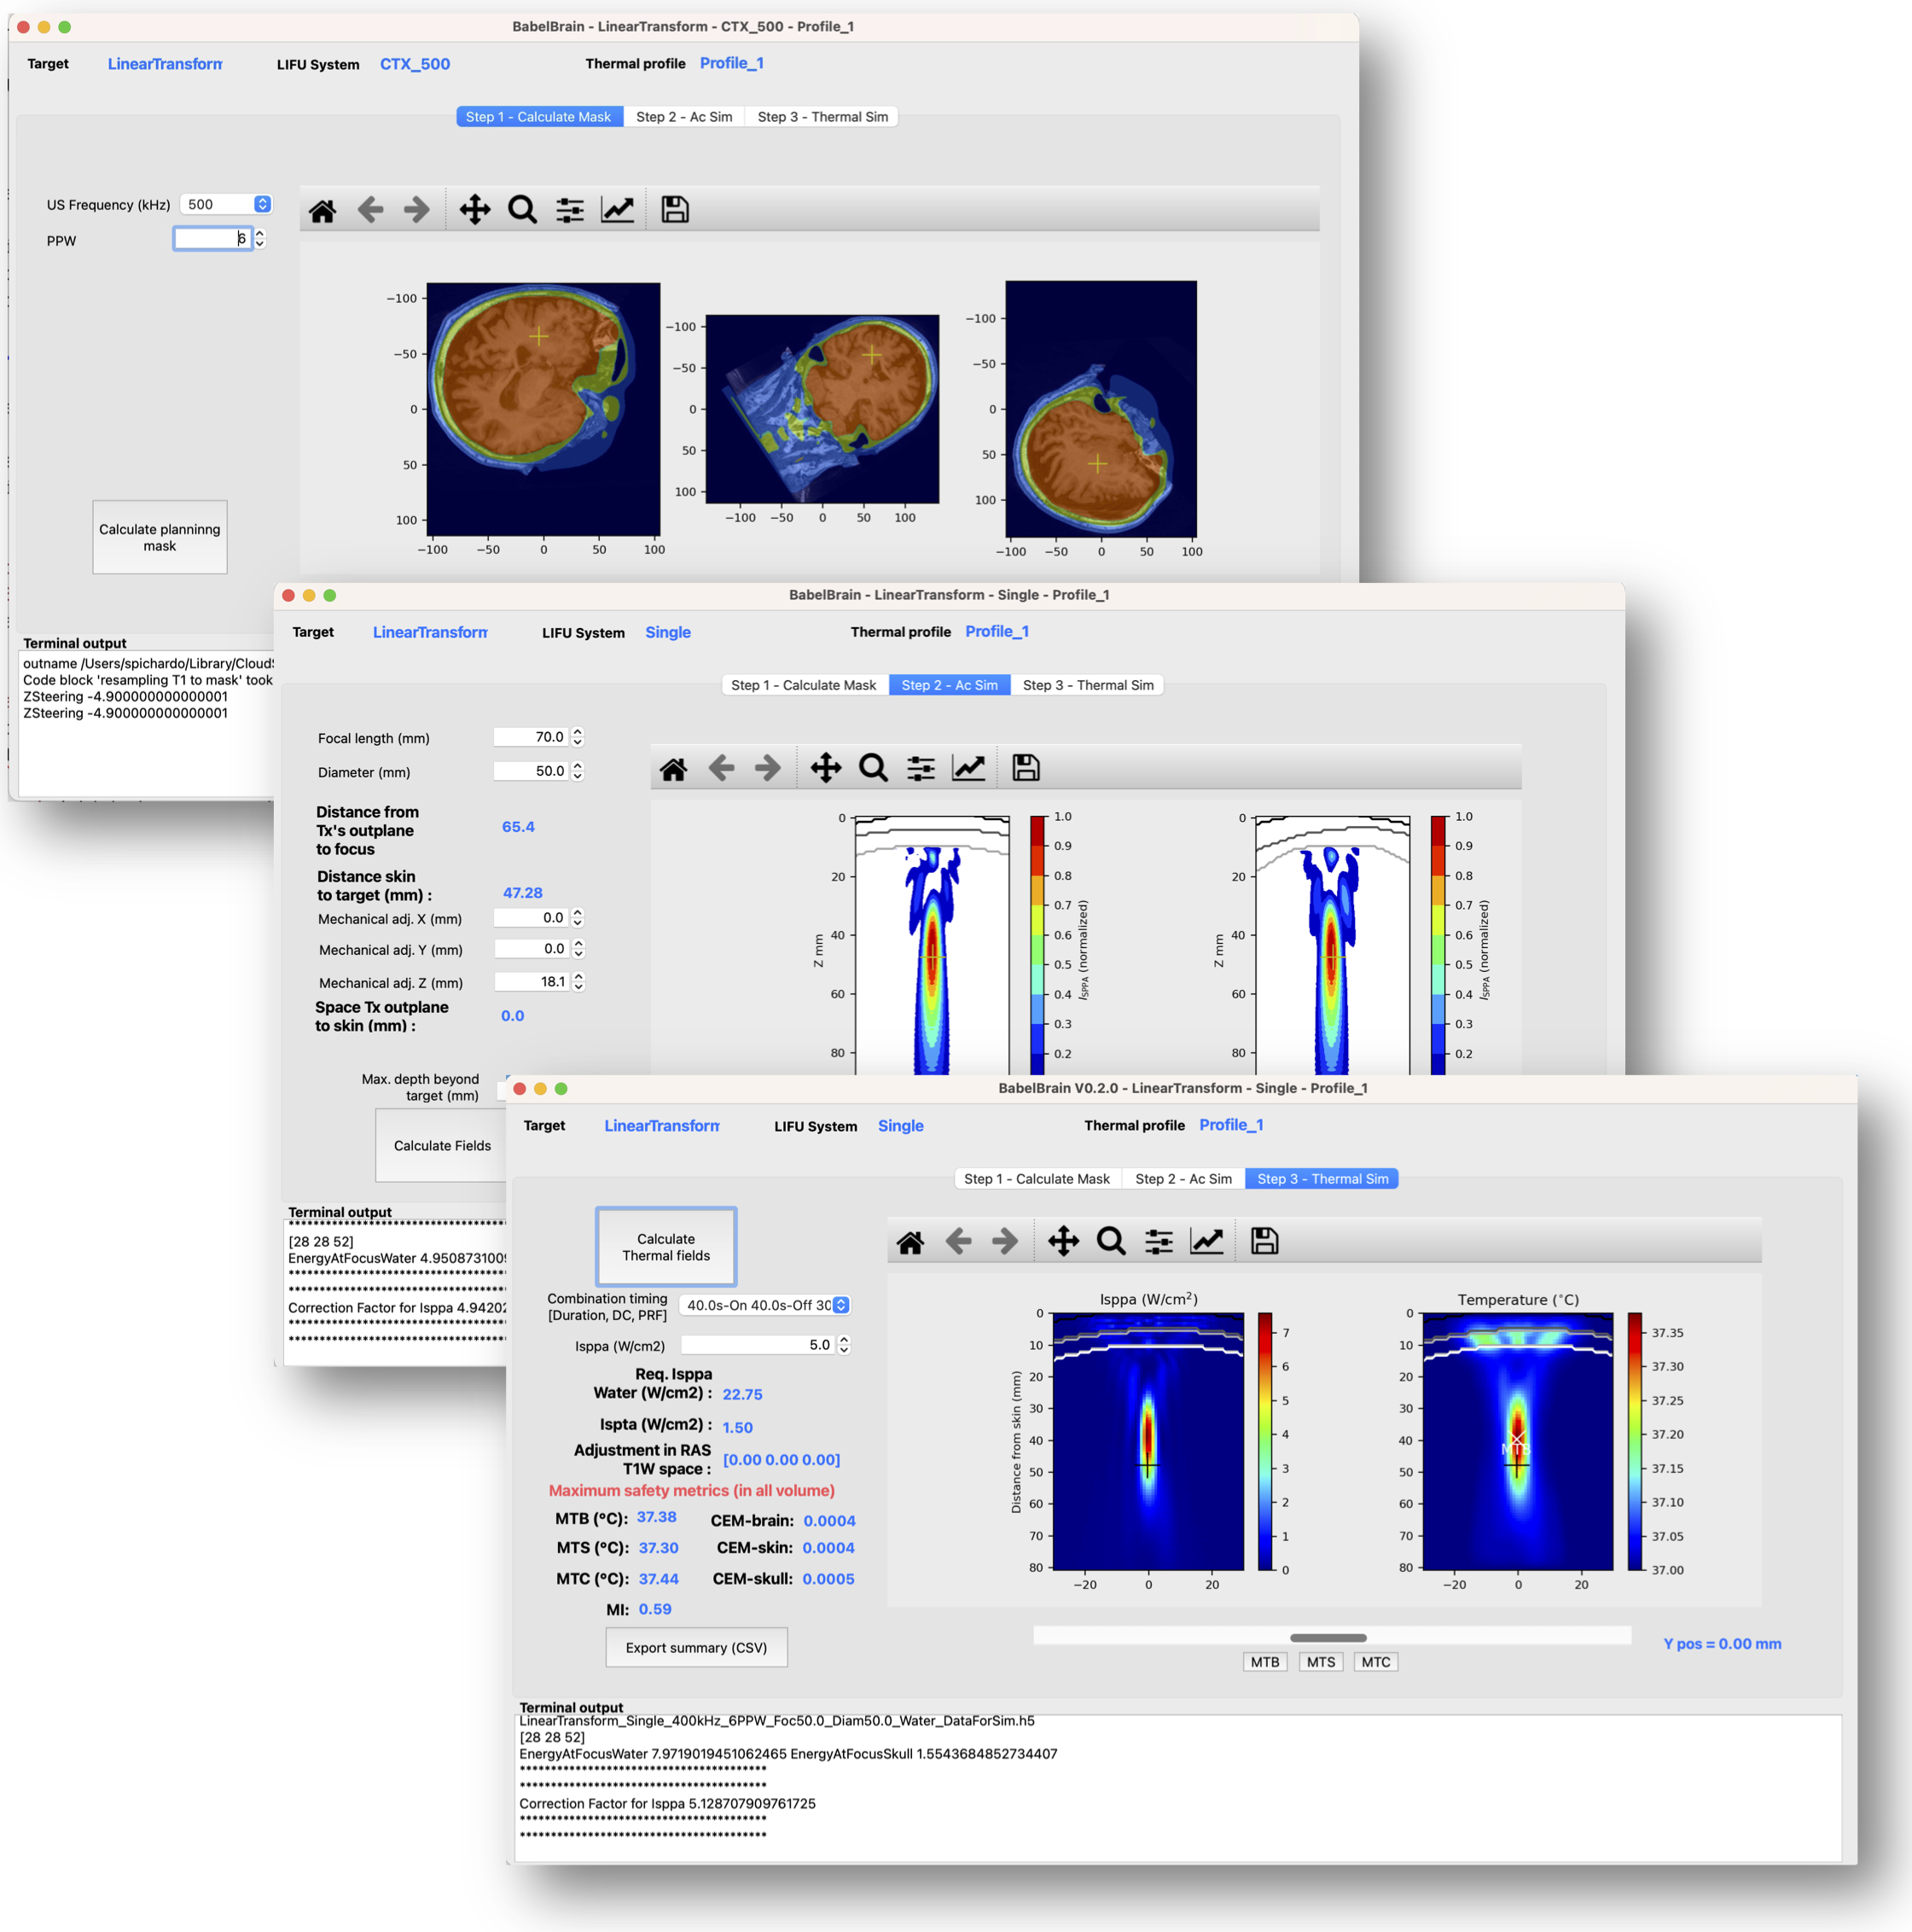 BabelBrain - LinearTransform - CTX_500 - Profile_1
Target LinearTransform LIFU System CTX_500 Thermal profile Profile_1
Step 1 - Calculate Mask Step 2 - Ac Sim Step 3 - Thermal Sim
US Frequency (kHz) 500
PPW 6
Calculate planninng
mask
−100
−50
0
50
100
−100 −50 0 50 100
−100
−50
0
50
100
−100 −50 0 50 100
−100
−50
0
50
100
−100 −50 0 50 100
Terminal output
outname /Users/spichardo/Library/Cloud
Code block 'resampling T1 to mask' took
ZSteering -4.900000000000001
ZSteering -4.900000000000001
BabelBrain - LinearTransform - Single - Profile_1
Target LinearTransform LIFU System Single Thermal profile Profile_1
Step 1 - Calculate Mask Step 2 - Ac Sim Step 3 - Thermal Sim
Focal length (mm) 70.0
Diameter (mm) 50.0
Distance from
Tx's outplane
to focus
65.4
Distance skin
to target (mm) : 47.28
Mechanical adj. X (mm) 0.0
Mechanical adj. Y (mm) 0.0
Mechanical adj. Z (mm) 18.1
Space Tx outplane
to skin (mm) :
0.0
Max. depth beyond
target (mm)
Calculate Fields
0
20
40
60
80
Z mm
1.0
0.9
0.8
0.7
0.6
0.5
0.4
0.3
0.2
ISPPA (normalized)
0
20
40
60
80
Z mm
1.0
0.9
0.8
0.7
0.6
0.5
0.4
0.3
0.2
ISPPA (normalized)
Terminal output
****************************************
[28 28 52]
EnergyAtFocusWater 4.9508731009
****************************************
****************************************
Correction Factor for Isppa 4.94202
****************************************
****************************************
BabelBrain V0.2.0 - LinearTransform - Single - Profile_1
Target LinearTransform LIFU System Single Thermal profile Profile_1
Step 1 - Calculate Mask Step 2 - Ac Sim Step 3 - Thermal Sim
Calculate
Thermal fields
Combination timing
[Duration, DC, PRF]
40.0s-On 40.0s-Off 30
Isppa (W/cm2) 5.0
Req. Isppa
Water (W/cm2) : 22.75
Ispta (W/cm2) : 1.50
Adjustment in RAS
T1W space :
[0.00 0.00 0.00]
Maximum safety metrics (in all volume)
MTB (°C): 37.38 CEM-brain: 0.0004
MTS (°C): 37.30 CEM-skin: 0.0004
MTC (°C): 37.44 CEM-skull: 0.0005
MI: 0.59
Export summary (CSV)
Isppa (W/cm2)
Distance from skin (mm)
0
10
20
30
40
50
60
70
80
−20 0 20
7
6
5
4
3
2
1
0
Temperature (°C)
0
10
20
30
40
50
60
70
80
−20 0 20
MTB
37.35
37.30
37.25
37.20
37.15
37.10
37.05
37.00
Y pos = 0.00 mm
MTB MTS MTC
Terminal output
LinearTransform_Single_400kHz_6PPW_Foc50.0_Diam50.0_Water_DataForSim.h5
[28 28 52]
EnergyAtFocusWater 7.9719019451062465 EnergyAtFocusSkull 1.5543684852734407
****************************************
****************************************
Correction Factor for Isppa 5.128707909761725
****************************************
****************************************